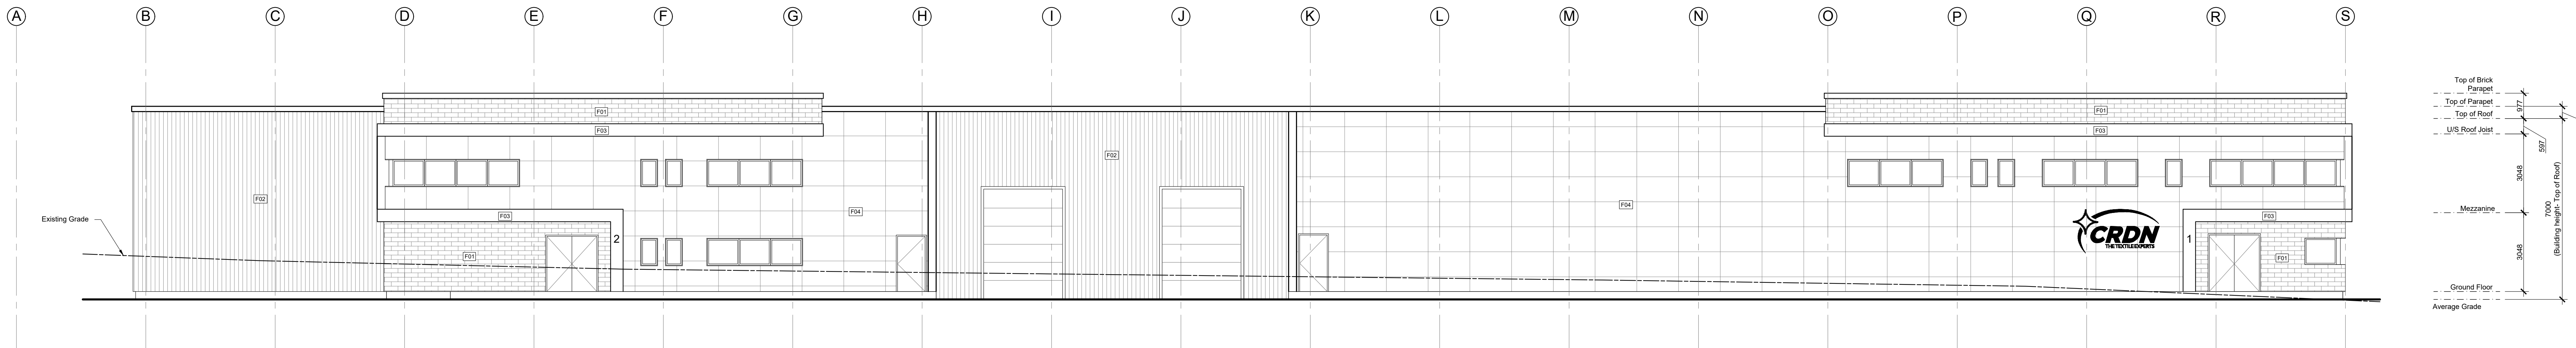 A
B
C
D
E
F
G
H
I
J
K
L
M
N
O
P
Q
R
S
Top of Brick
Parapet
Top of Parapet
Top of Roof
U/S Roof Joist
977
597
3048
7000
(Building height- Top of Roof)
Mezzanine
3048
Ground Floor
Average Grade
F01
F03
F02
F03
F01
2
F04
F02
F04
F01
F03
F03
1
F01
Existing Grade
CRDN
THE TEXTILE EXPERTS